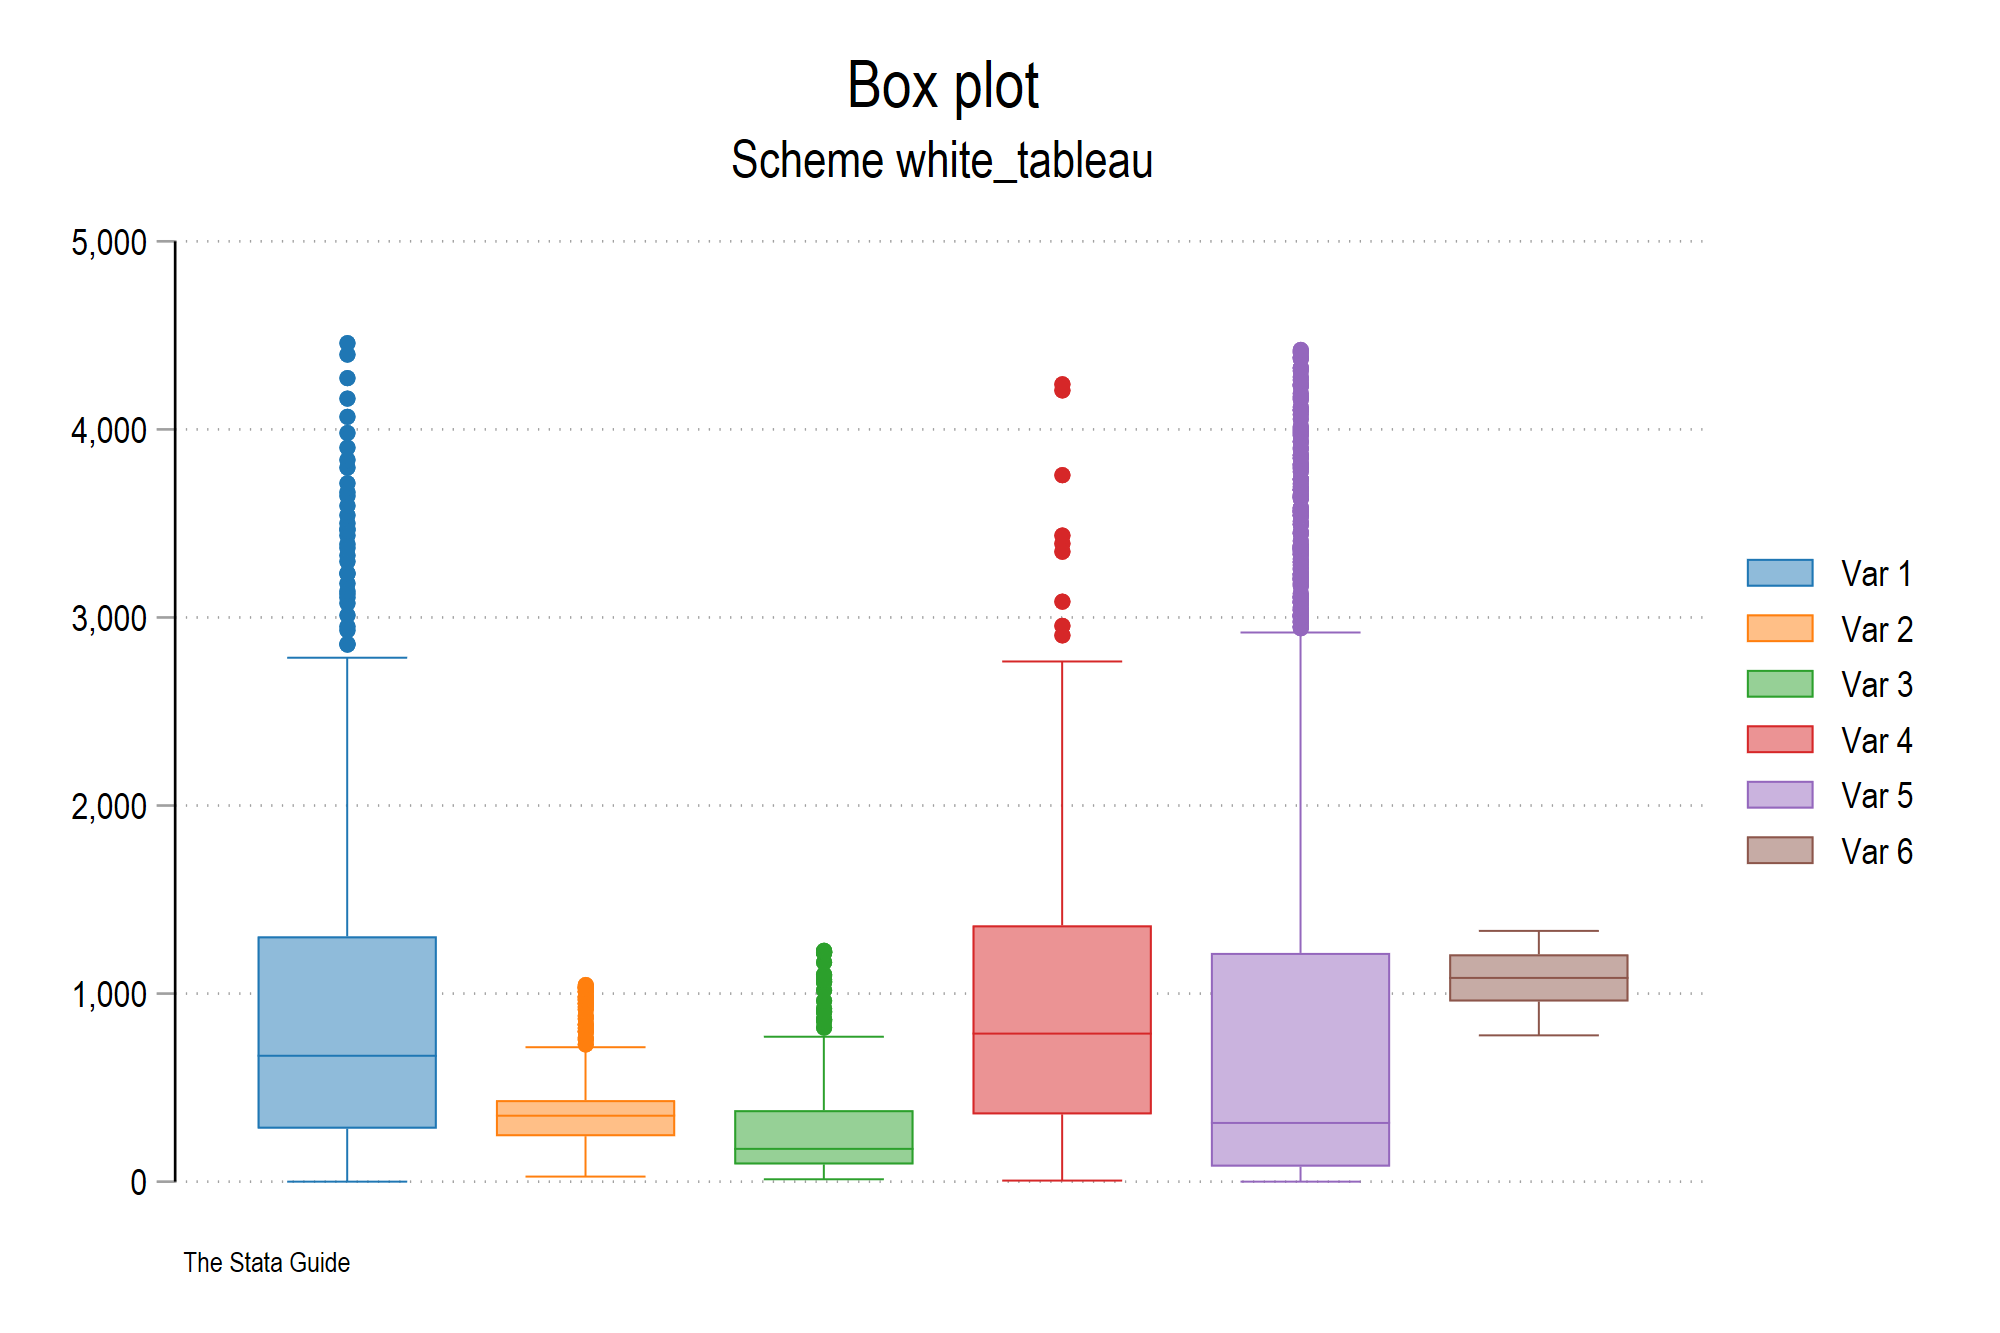 Box plot
Scheme white_tableau
5,000
4,000
3,000
2,000
1,000
0
Var 1
Var 2
Var 3
Var 4
Var 5
Var 6
The Stata Guide